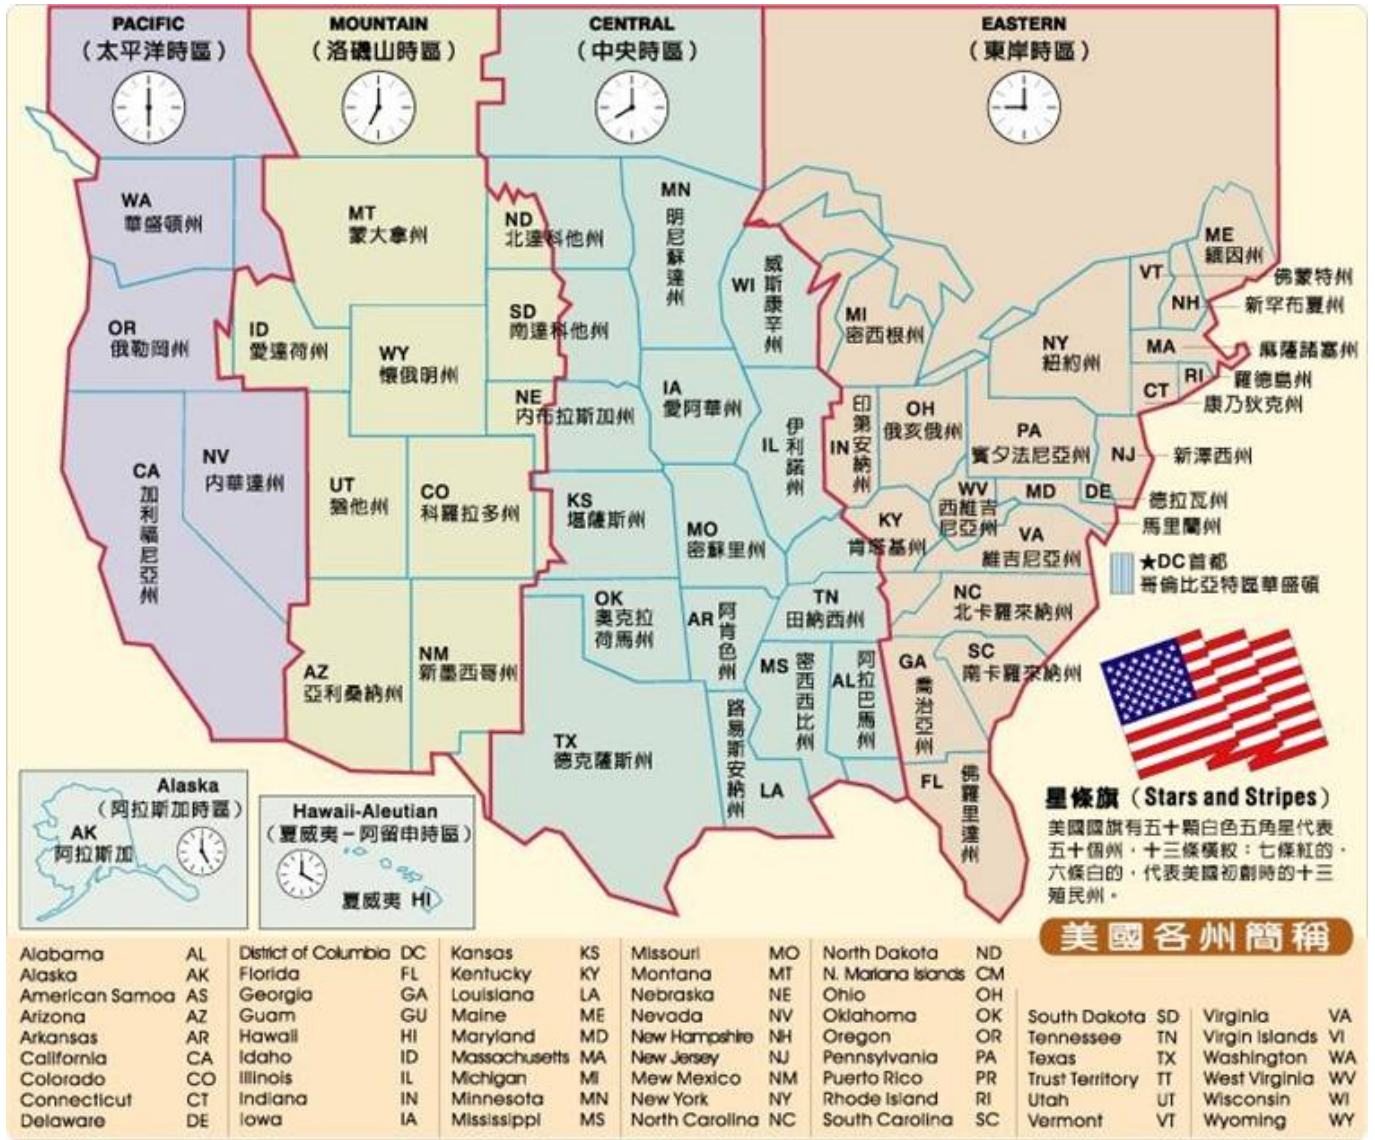 PACIFIC
（太平洋時區）
MOUNTAIN
（洛磯山時區）
CENTRAL
（中央時區）
EASTERN
（東岸時區）
WA
華盛頓州
OR
俄勒岡州
CA
加利福尼亞州
NV
內華達州
ID
愛達荷州
MT
蒙大拿州
WY
懷俄明州
UT
猶他州
CO
科羅拉多州
AZ
亞利桑納州
NM
新墨西哥州
ND
北達科他州
SD
南達科他州
NE
內布拉斯加州
KS
堪薩斯州
OK
奧克拉
荷馬州
TX
德克薩斯州
MN
明尼蘇達州
IA
愛阿華州
MO
密蘇里州
AR
阿肯色州
LA
路易斯安納州
WI
威斯康辛州
IL
伊利諾州
TN
田納西州
MS
密西西比州
AL
阿拉巴馬州
MI
密西根州
IN
印第安納州
OH
俄亥俄州
KY
肯塔基州
WV
西維吉
尼亞州
VA
維吉尼亞州
NC
北卡羅來納州
SC
南卡羅來納州
GA
喬治亞州
FL
佛羅里達州
PA
賓夕法尼亞州
NY
紐約州
ME
緬因州
VT
佛蒙特州
NH
新罕布夏州
MA
麻薩諸塞州
RI
羅德島州
CT
康乃狄克州
NJ
新澤西州
DE
德拉瓦州
MD
馬里蘭州
★DC首都
哥倫比亞特區華盛頓
Alaska
（阿拉斯加時區）
AK
阿拉斯加
Hawaii-Aleutian
（夏威夷－阿留申時區）
夏威夷 HI
星條旗（Stars and Stripes）
美國國旗有五十顆白色五角星代表
五十個州，十三條橫紋：七條紅的，
六條白的，代表美國初創時的十三
殖民州。
美國各州簡稱
Alabama AL
Alaska AK
American Samoa AS
Arizona AZ
Arkansas AR
California CA
Colorado CO
Connecticut CT
Delaware DE
District of Columbia DC
Florida FL
Georgia GA
Guam GU
Hawaii HI
Idaho ID
Illinois IL
Indiana IN
Iowa IA
Kansas KS
Kentucky KY
Louisiana LA
Maine ME
Maryland MD
Massachusetts MA
Michigan MI
Minnesota MN
Mississippi MS
Missouri MO
Montana MT
Nebraska NE
Nevada NV
New Hampshire NH
New Jersey NJ
Mew Mexico NM
New York NY
North Carolina NC
North Dakota ND
N. Mariana Islands CM
Ohio OH
Oklahoma OK
Oregon OR
Pennsylvania PA
Puerto Rico PR
Rhode Island RI
South Carolina SC
South Dakota SD
Tennessee TN
Texas TX
Trust Territory TT
Utah UT
Vermont VT
Virginia VA
Virgin Islands VI
Washington WA
West Virginia WV
Wisconsin WI
Wyoming WY